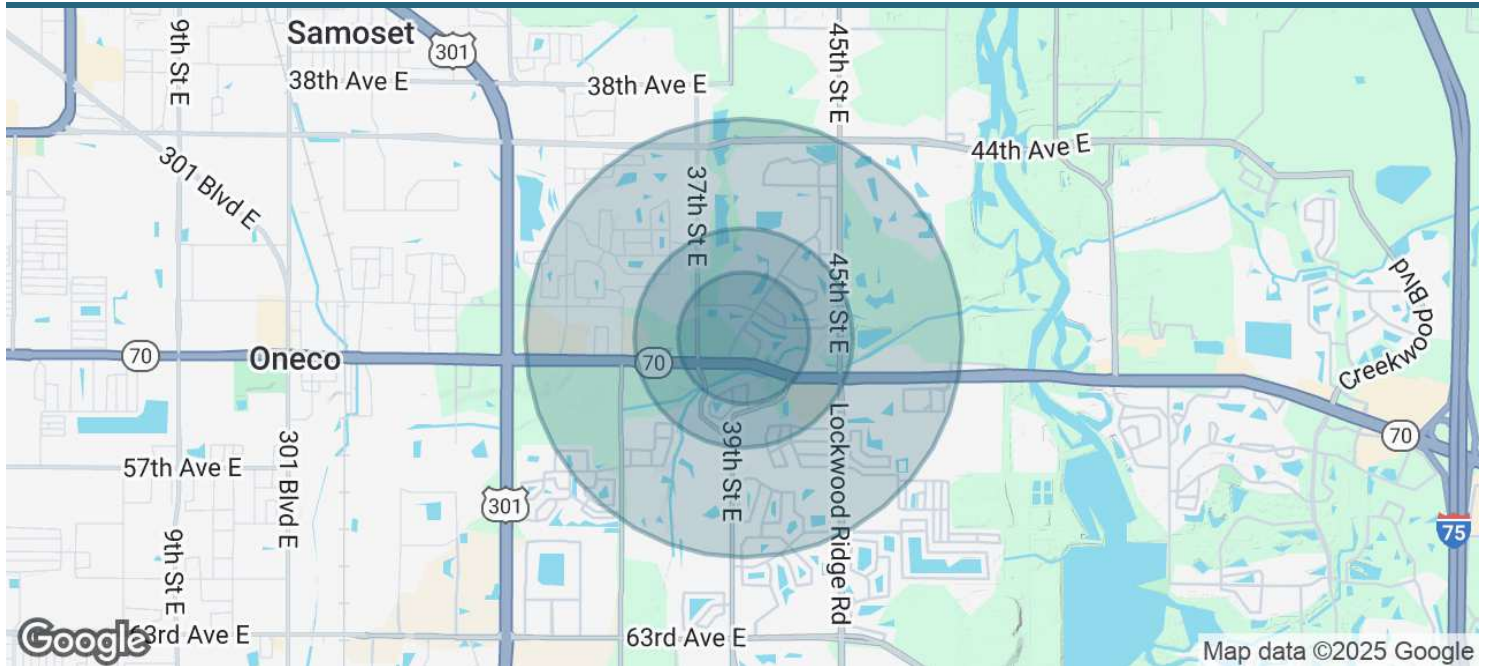 Samoset
301
9th St E
45th St E
38th Ave E
38th Ave E
301 Blvd E
44th Ave E
37th St E
45th St E
Creekwood Blvd
70
Oneco
70
70
39th St E
Lockwood Ridge Rd
57th Ave E
301 Blvd E
301
75
9th St E
Google
63rd Ave E
63rd Ave E
Map data ©2025 Google